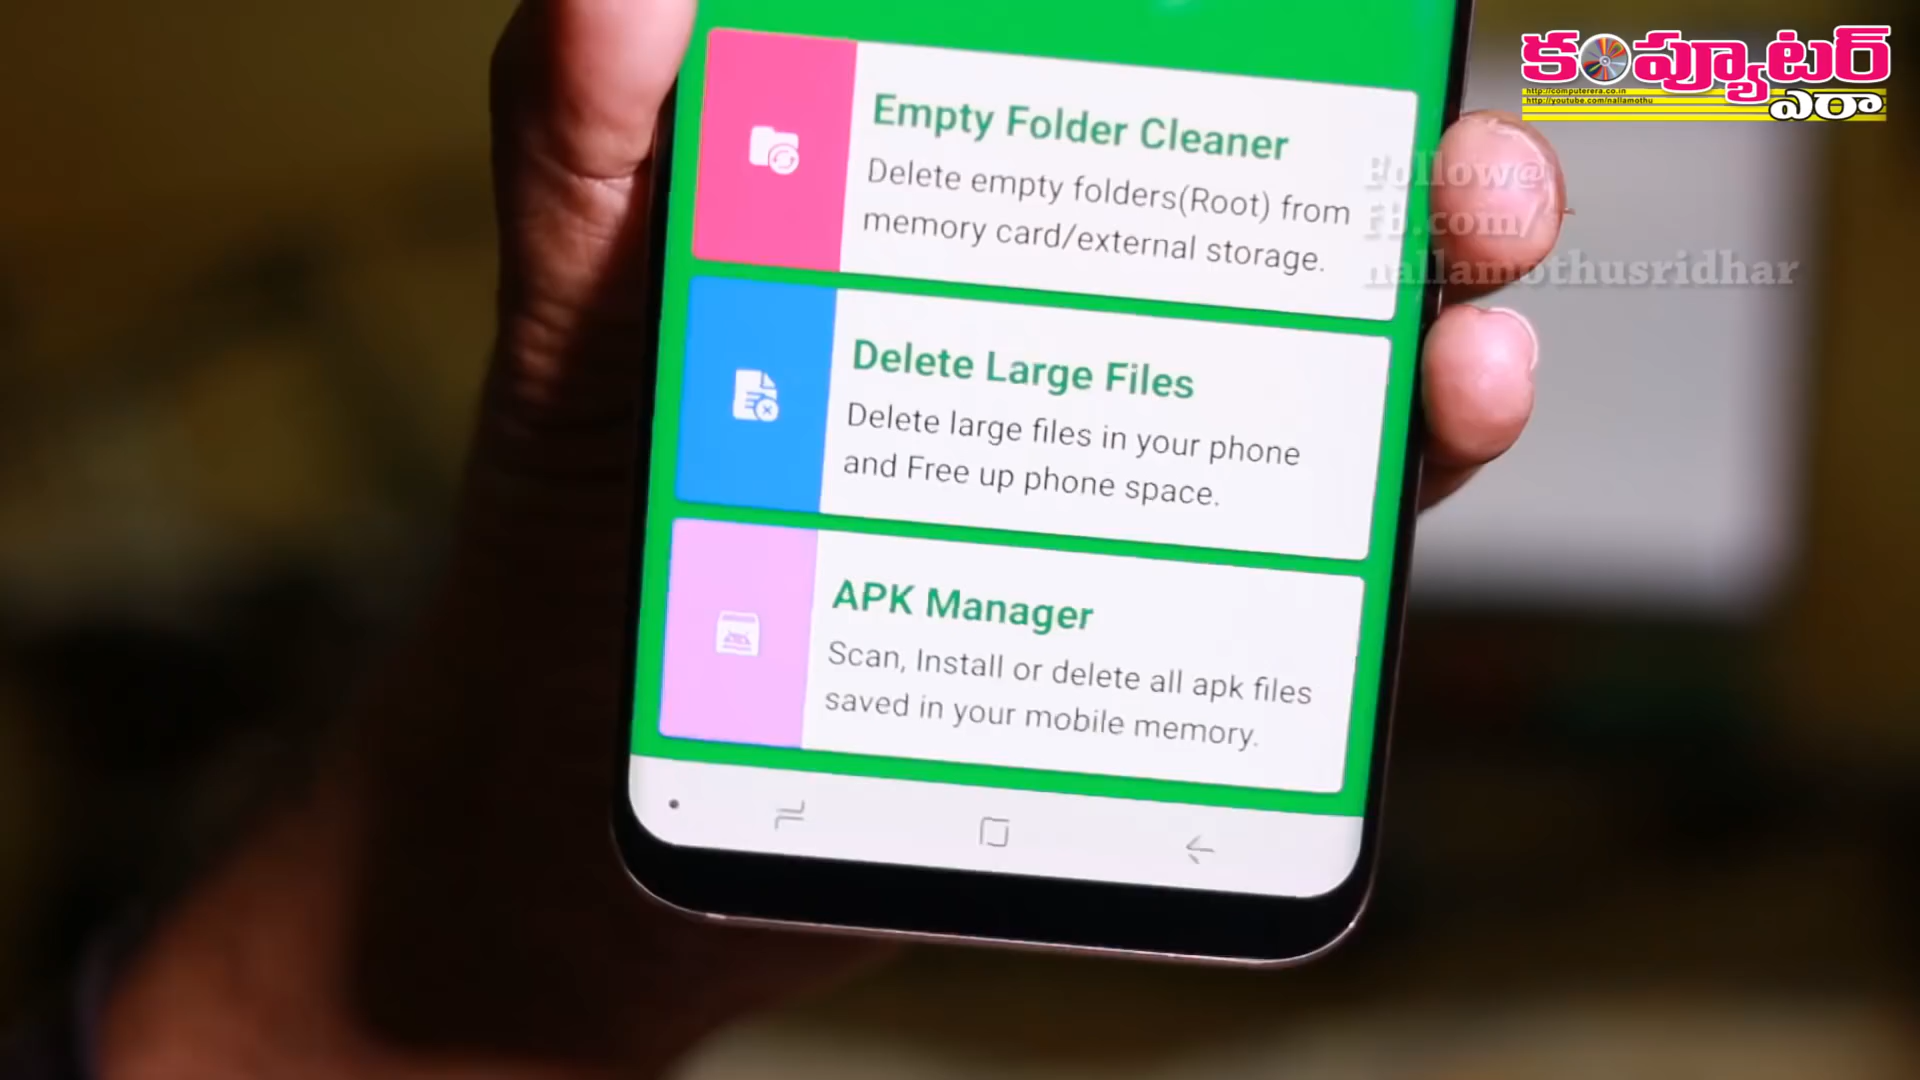 కంప్యూటర్
ఎరా
http://computerera.co.in
http://youtube.com/nallamothu
Follow@
fb.com/
nallamothusridhar
Empty Folder Cleaner
Delete empty folders(Root) from
memory card/external storage.
Delete Large Files
Delete large files in your phone
and Free up phone space.
APK Manager
Scan, Install or delete all apk files
saved in your mobile memory.